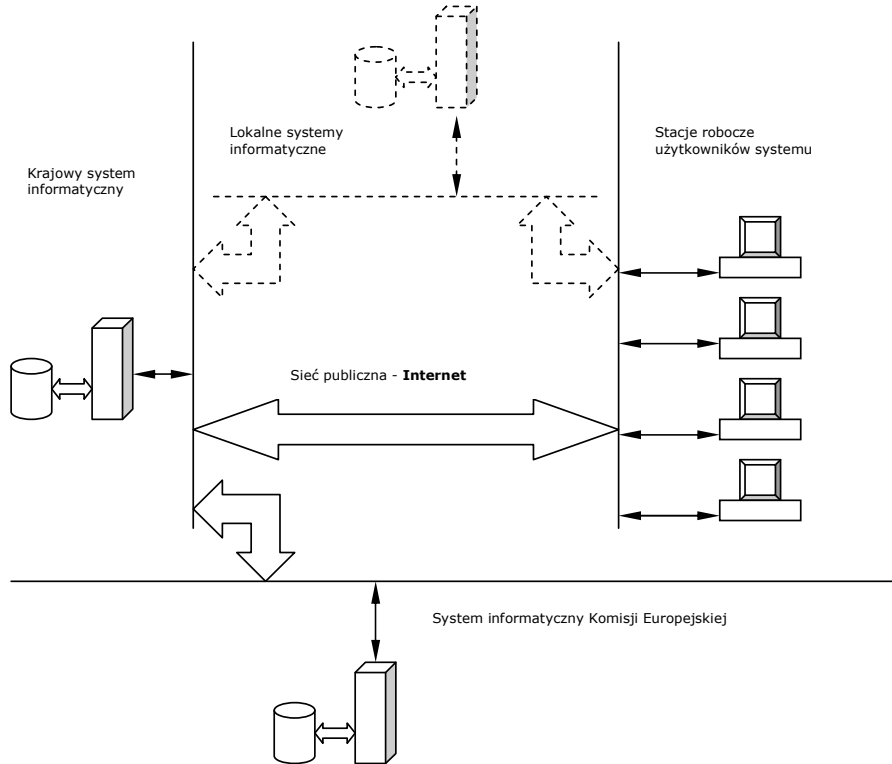 Lokalne systemy
informatyczne
Stacje robocze
użytkowników systemu
Krajowy system
informatyczny
Sieć publiczna - Internet
System informatyczny Komisji Europejskiej